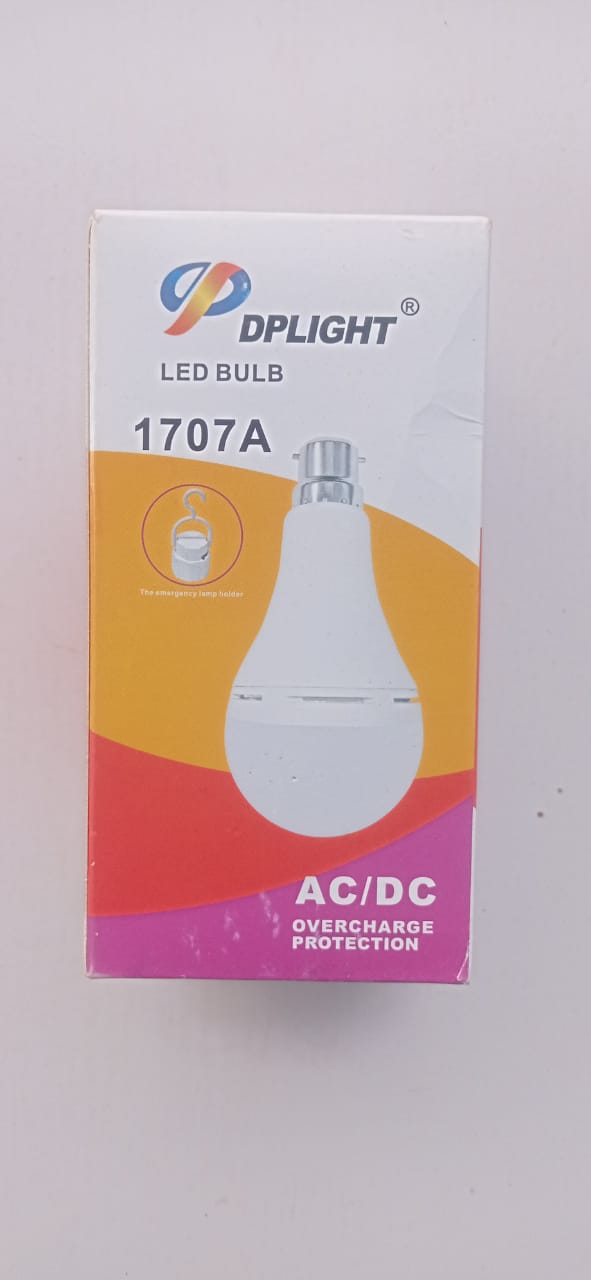 DPLIGHT®
LED BULB
1707A
The emergency lamp holder
AC/DC
OVERCHARGE
PROTECTION